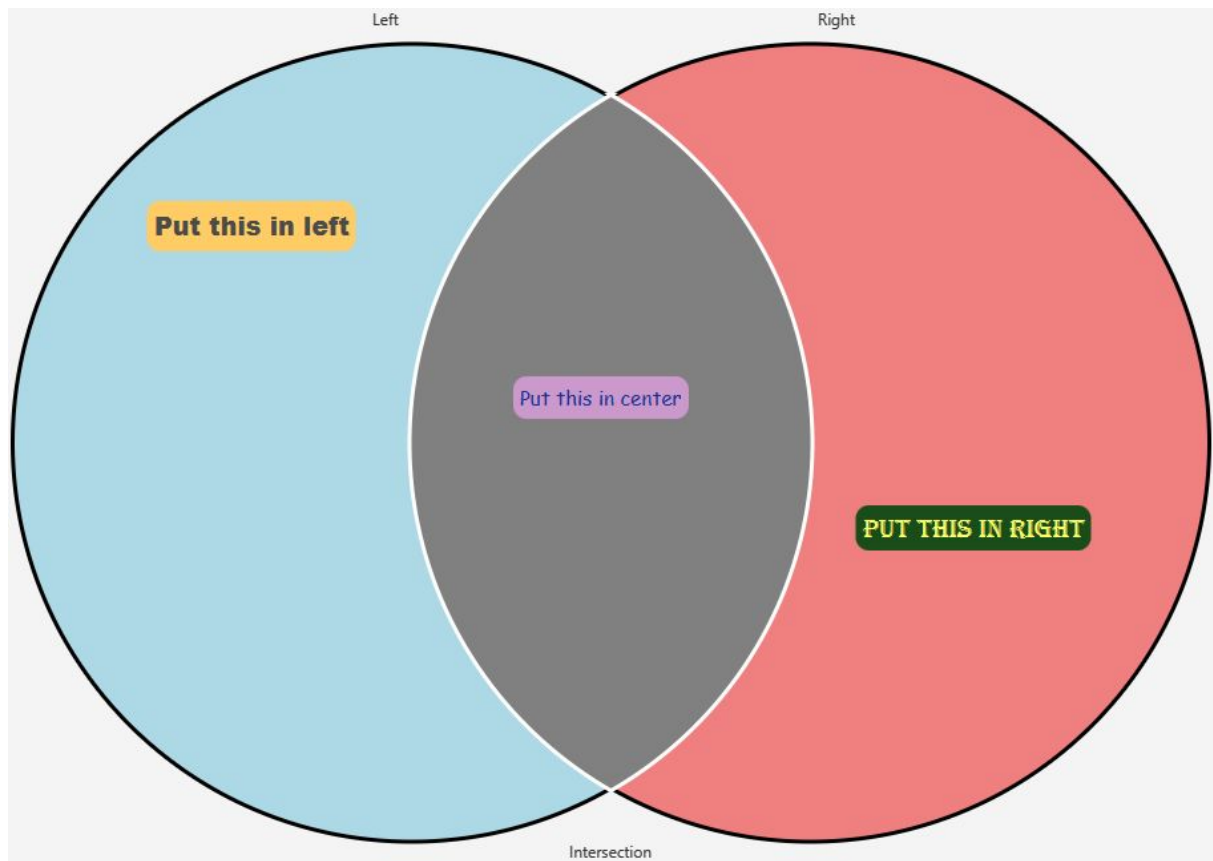 Left
Right
Put this in left
Put this in center
PUT THIS IN RIGHT
Intersection